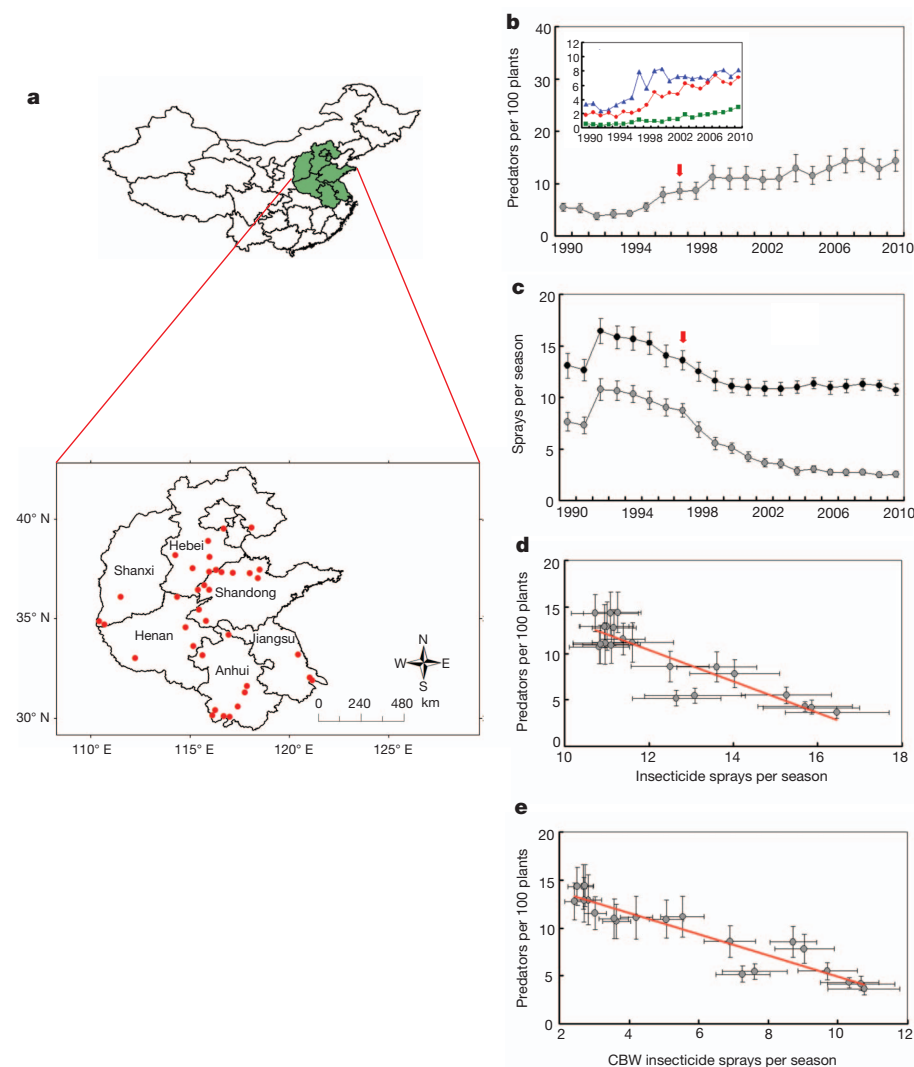 a
40° N
35° N
30° N
110° E
115° E
120° E
125° E
Hebei
Shanxi
Shandong
Henan
Jiangsu
Anhui
N
W
E
S
0
240
480
km
b
Predators per 100 plants
40
30
20
10
0
1990
1994
1998
2002
2006
2010
12
10
8
6
4
2
0
1990
1994
1998
2002
2006
2010
c
Sprays per season
20
15
10
5
0
1990
1994
1998
2002
2006
2010
d
Predators per 100 plants
20
15
10
5
0
10
12
14
16
18
Insecticide sprays per season
e
Predators per 100 plants
20
15
10
5
0
2
4
6
8
10
12
CBW insecticide sprays per season